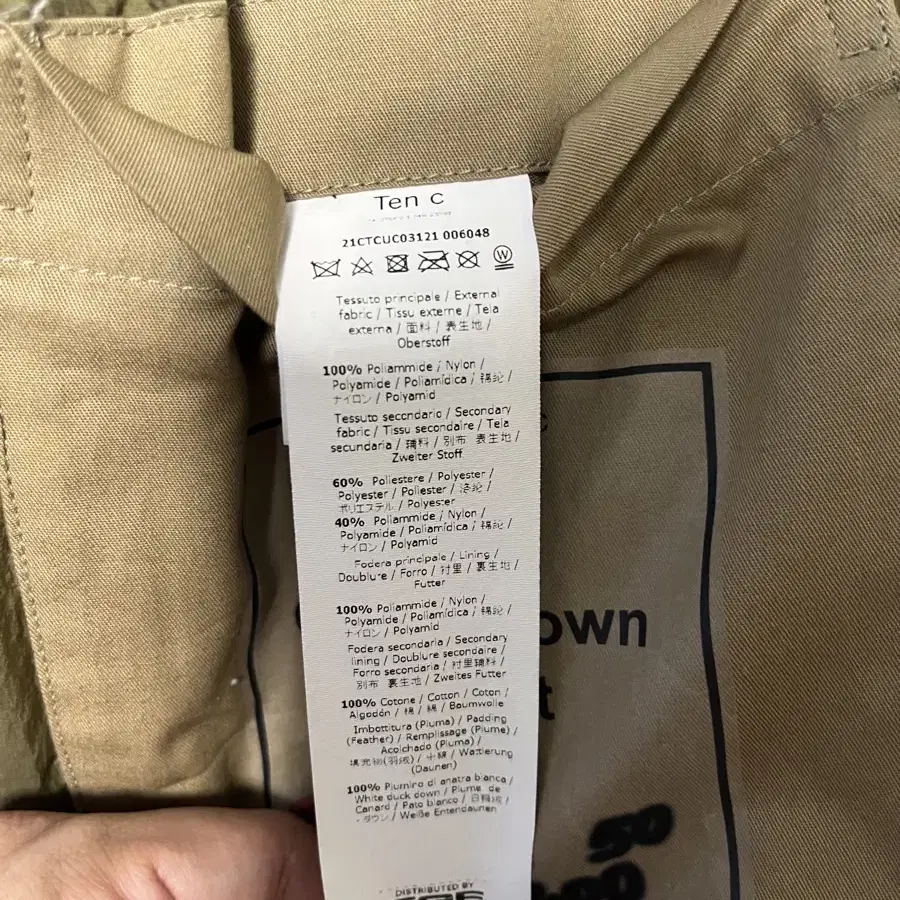 Ten c
21CTCUC03121 006048
W
Tessuto principale / External
fabric / Tissu externe / Tela
externa / 面料 / 表生地 /
Oberstoff
100% Poliammide / Nylon /
Polyamide / Poliamídica / 锦纶 /
ナイロン / Polyamid
Tessuto secondario / Secondary
fabric / Tissu secondaire / Tela
secundaria / 辅料 / 別布 表生地 /
Zweiter Stoff
60% Poliestere / Polyester /
Polyester / Poliester / 涤纶 /
ポリエステル / Polyester
40% Poliammide / Nylon /
Polyamide / Poliamídica / 锦纶 /
ナイロン / Polyamid
Fodera principale / Lining /
Doublure / Forro / 衬里 / 裏生地 /
Futter
100% Poliammide / Nylon /
Polyamide / Poliamídica / 锦纶 /
ナイロン / Polyamid
Fodera secondaria / Secondary
lining / Doublure secondaire /
Forro secondaria / 衬里辅料 /
別布 裏生地 / Zweites Futter
100% Cotone / Cotton / Coton /
Algodón / 棉 / 綿 / Baumwolle
Imbottitura (Piuma) / Padding
(Feather) / Remplissage (Plume) /
Acolchado (Pluma) /
填充物(羽绒) / 中綿 / Wattierung
(Daunen)
100% Piumino di anatra bianca /
White duck down / Plume de
Canard / Pato blanco / 白鸭绒 /
ダウン / Weiße Entendaunen
DISTRIBUTED BY
own
t
50